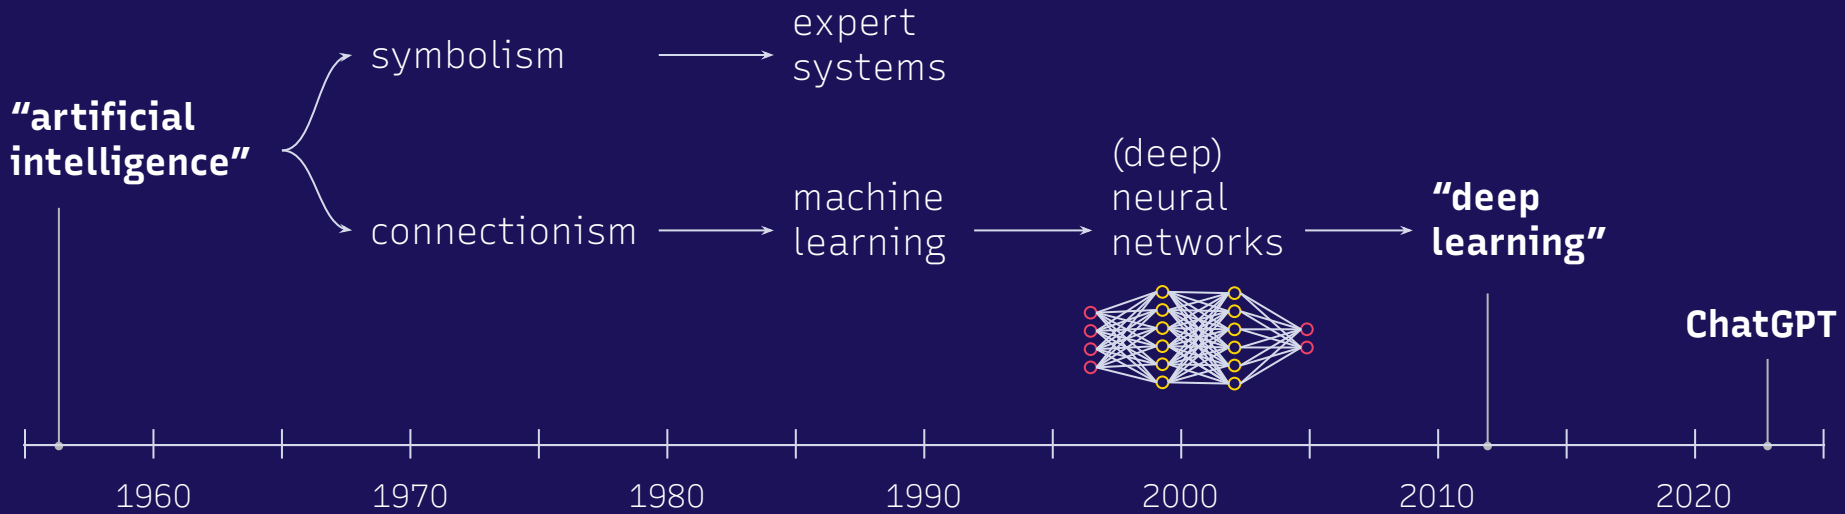 symbolism
expert
systems
“artificial
intelligence”
connectionism
machine
learning
(deep)
neural
networks
“deep
learning”
ChatGPT
1960
1970
1980
1990
2000
2010
2020